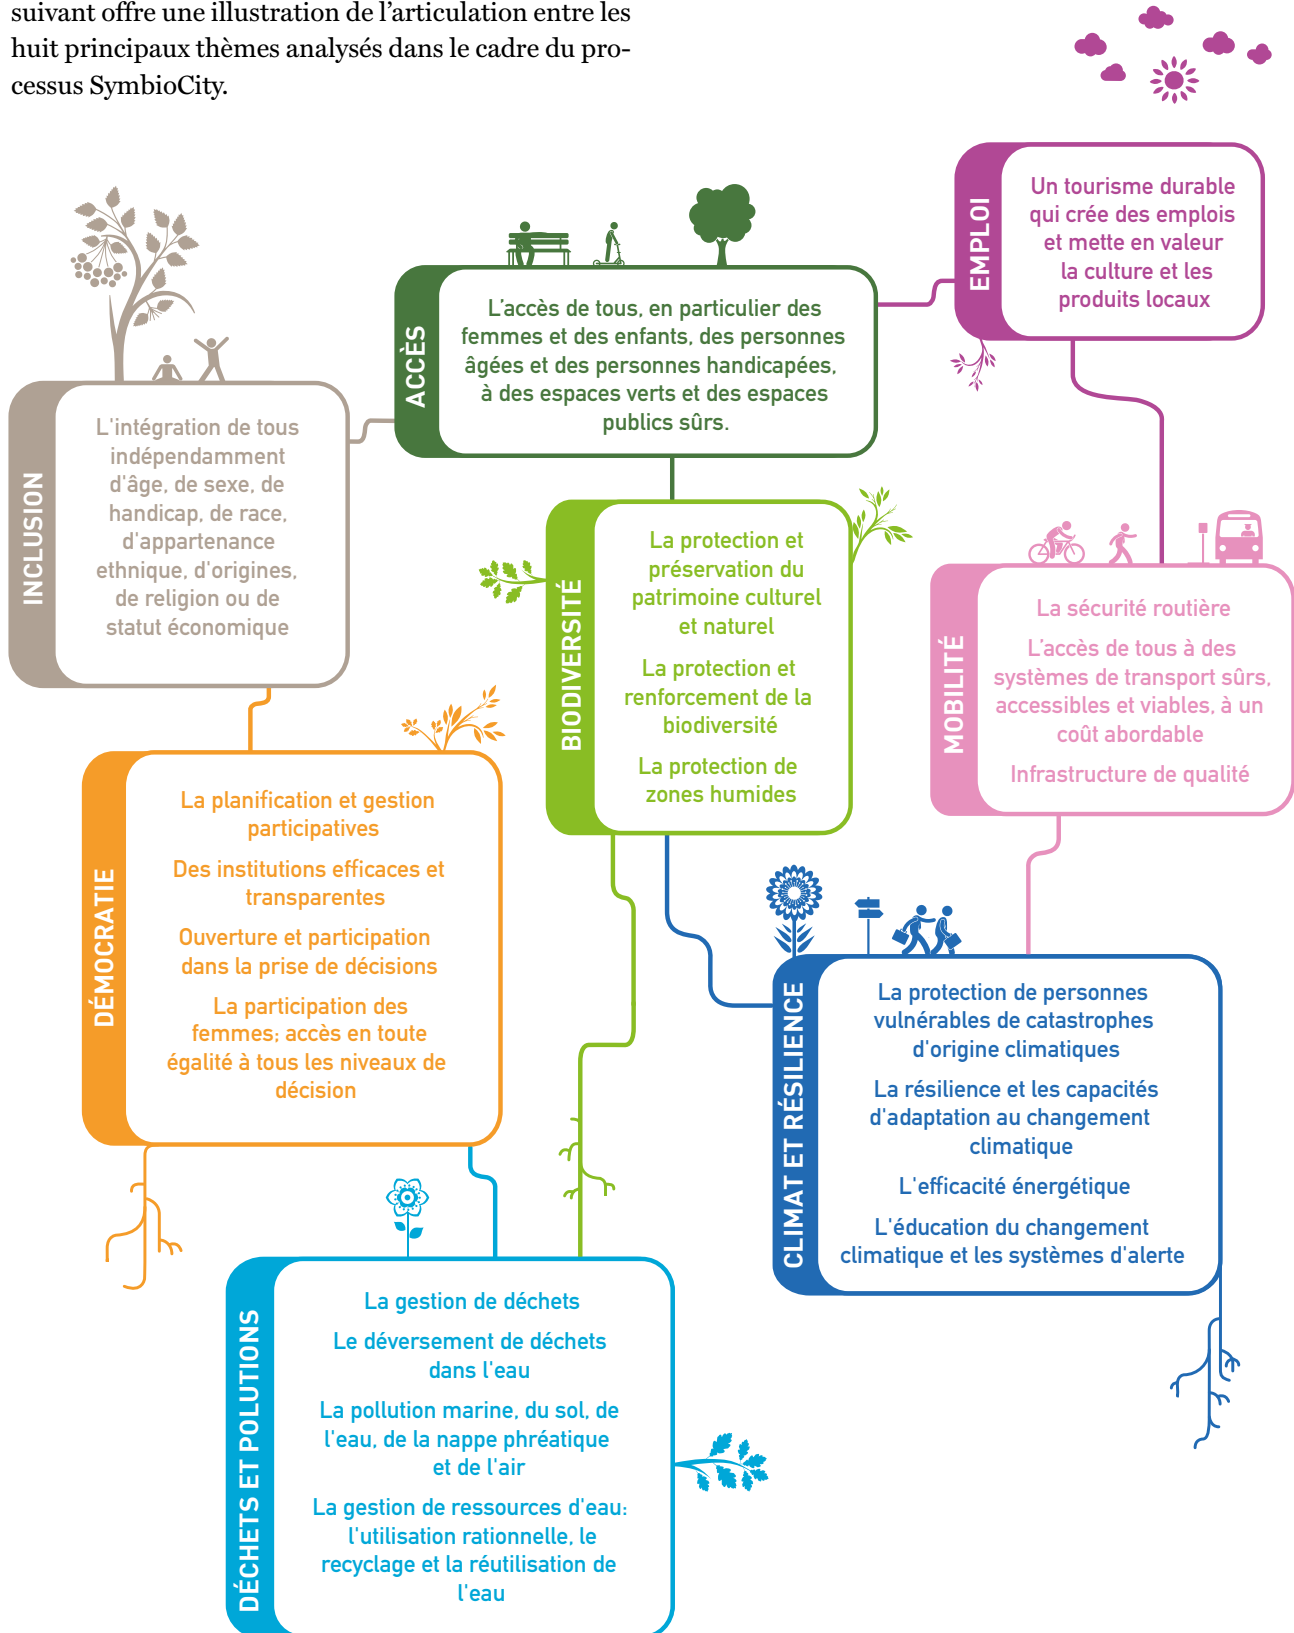 suivant offre une illustration de l’articulation entre les
huit principaux thèmes analysés dans le cadre du pro-
cessus SymbioCity.
EMPLOI
Un tourisme durable
qui crée des emplois
et mette en valeur
la culture et les
produits locaux
ACCÈS
L’accès de tous, en particulier des
femmes et des enfants, des personnes
âgées et des personnes handicapées,
à des espaces verts et des espaces
publics sûrs.
INCLUSION
L'intégration de tous
indépendamment
d'âge, de sexe, de
handicap, de race,
d'appartenance
ethnique, d'origines,
de religion ou de
statut économique
BIODIVERSITÉ
La protection et
préservation du
patrimoine culturel
et naturel
La protection et
renforcement de la
biodiversité
La protection de
zones humides
MOBILITÉ
La sécurité routière
L’accès de tous à des
systèmes de transport sûrs,
accessibles et viables, à un
coût abordable
Infrastructure de qualité
DÉMOCRATIE
La planification et gestion
participatives
Des institutions efficaces et
transparentes
Ouverture et participation
dans la prise de décisions
La participation des
femmes; accès en toute
égalité à tous les niveaux de
décision
CLIMAT ET RÉSILIENCE
La protection de personnes
vulnérables de catastrophes
d'origine climatiques
La résilience et les capacités
d'adaptation au changement
climatique
L'efficacité énergétique
L'éducation du changement
climatique et les systèmes d'alerte
DÉCHETS ET POLUTIONS
La gestion de déchets
Le déversement de déchets
dans l'eau
La pollution marine, du sol, de
l'eau, de la nappe phréatique
et de l'air
La gestion de ressources d'eau:
l'utilisation rationnelle, le
recyclage et la réutilisation de
l'eau